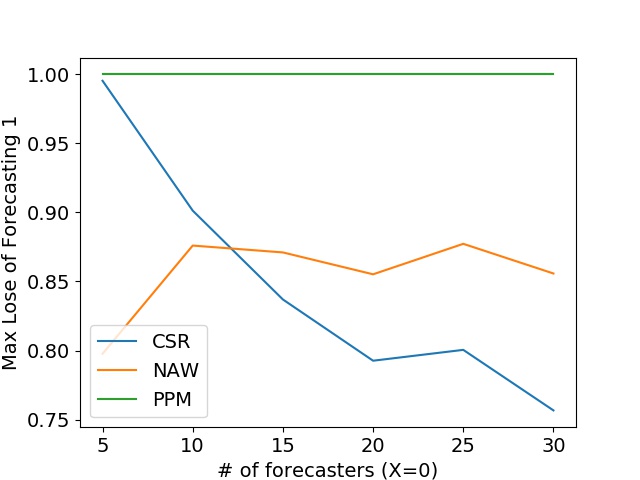 1.00
0.95
0.90
0.85
0.80
0.75
Max Lose of Forecasting 1
CSR
NAW
PPM
5 10 15 20 25 30
# of forecasters (X=0)